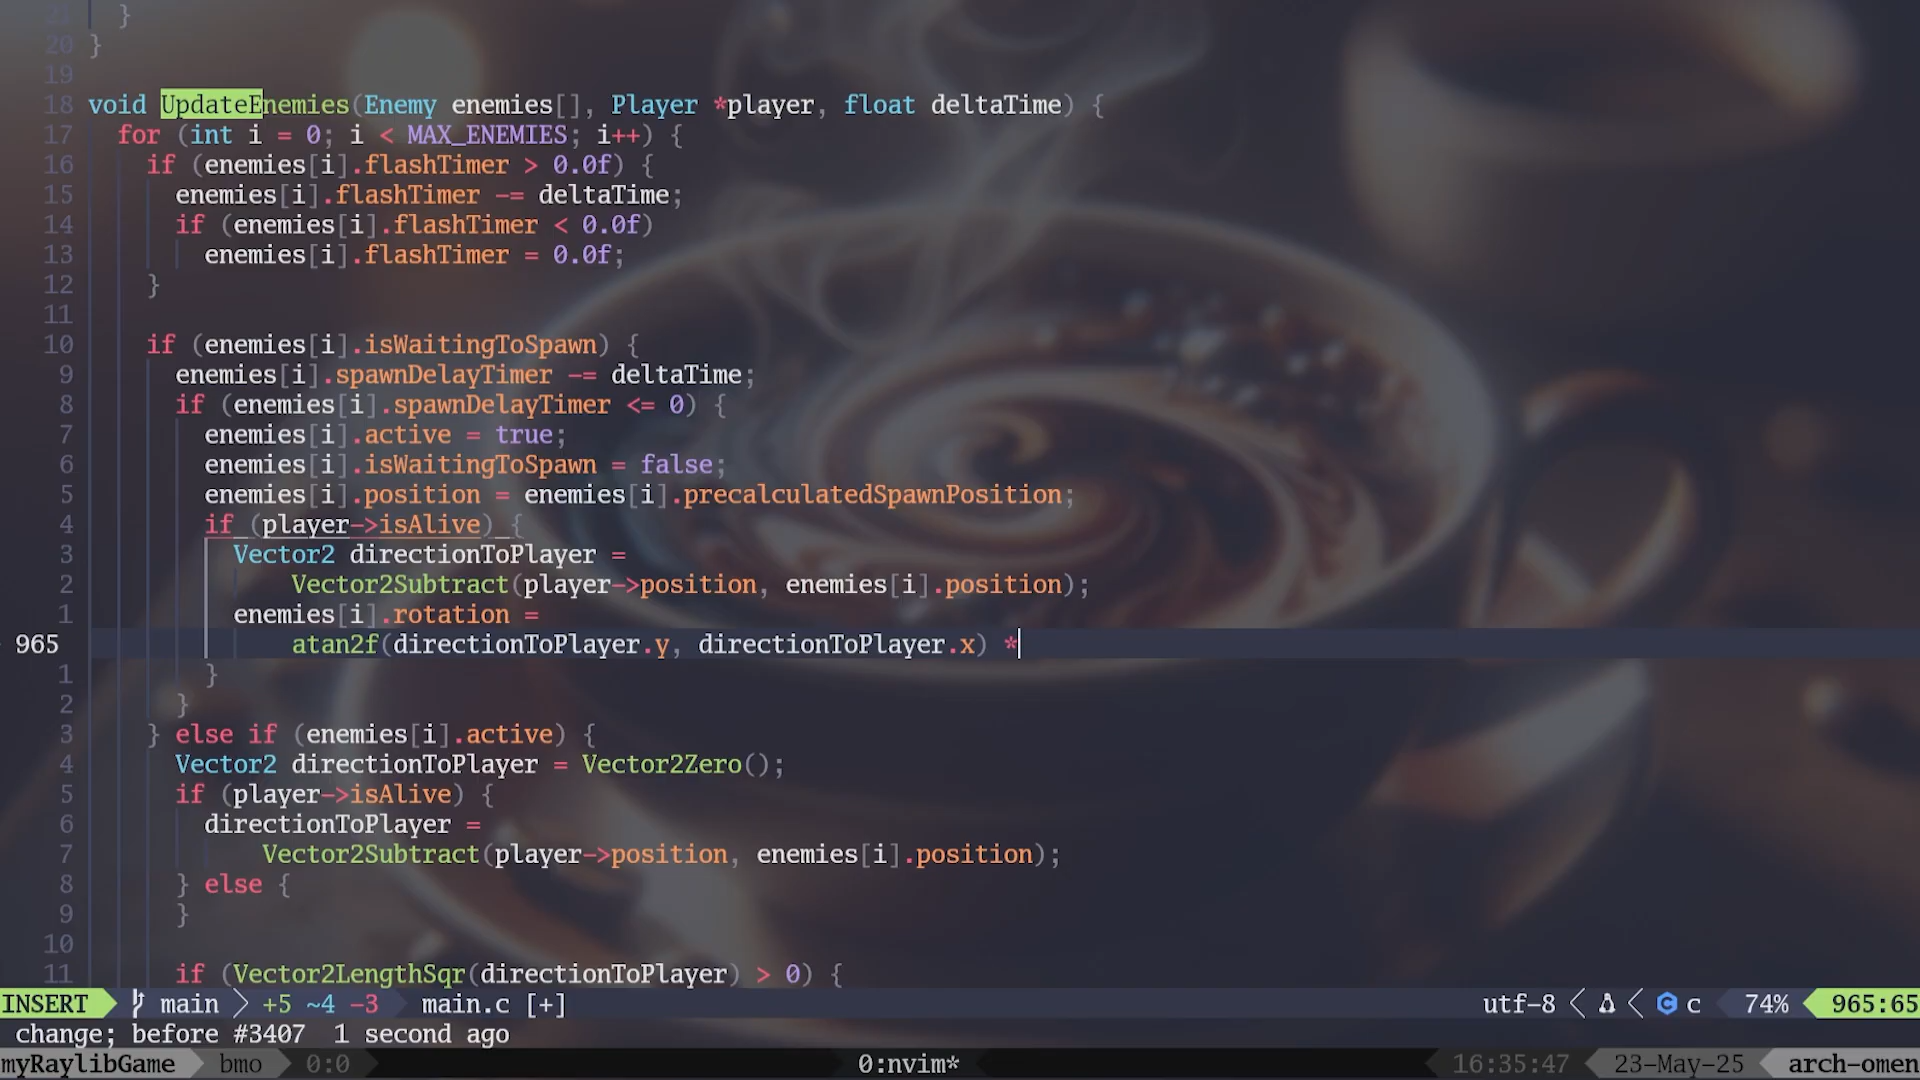 21 }
20 }
19
18 void UpdateEnemies(Enemy enemies[], Player *player, float deltaTime) {
17 for (int i = 0; i < MAX_ENEMIES; i++) {
16 if (enemies[i].flashTimer > 0.0f) {
15 enemies[i].flashTimer -= deltaTime;
14 if (enemies[i].flashTimer < 0.0f)
13 enemies[i].flashTimer = 0.0f;
12 }
11
10 if (enemies[i].isWaitingToSpawn) {
9 enemies[i].spawnDelayTimer -= deltaTime;
8 if (enemies[i].spawnDelayTimer <= 0) {
7 enemies[i].active = true;
6 enemies[i].isWaitingToSpawn = false;
5 enemies[i].position = enemies[i].precalculatedSpawnPosition;
4 if (player->isAlive) {
3 Vector2 directionToPlayer =
2 Vector2Subtract(player->position, enemies[i].position);
1 enemies[i].rotation =
965 atan2f(directionToPlayer.y, directionToPlayer.x) *
1 }
2 }
3 } else if (enemies[i].active) {
4 Vector2 directionToPlayer = Vector2Zero();
5 if (player->isAlive) {
6 directionToPlayer =
7 Vector2Subtract(player->position, enemies[i].position);
8 } else {
9 }
10
11 if (Vector2LengthSqr(directionToPlayer) > 0) {
INSERT main +5 ~4 -3 main.c [+] utf-8 c 74% 965:65
change; before #3407 1 second ago
myRaylibGame bmo 0:0 0:nvim* 16:35:47 23-May-25 arch-omen